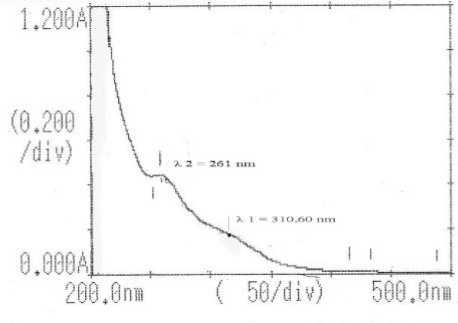 1.200A
(0.200
/div)
λ 2 = 261 nm
λ 1 = 310,60 nm
0.000A
200.0nm ( 50/div) 500.0nm